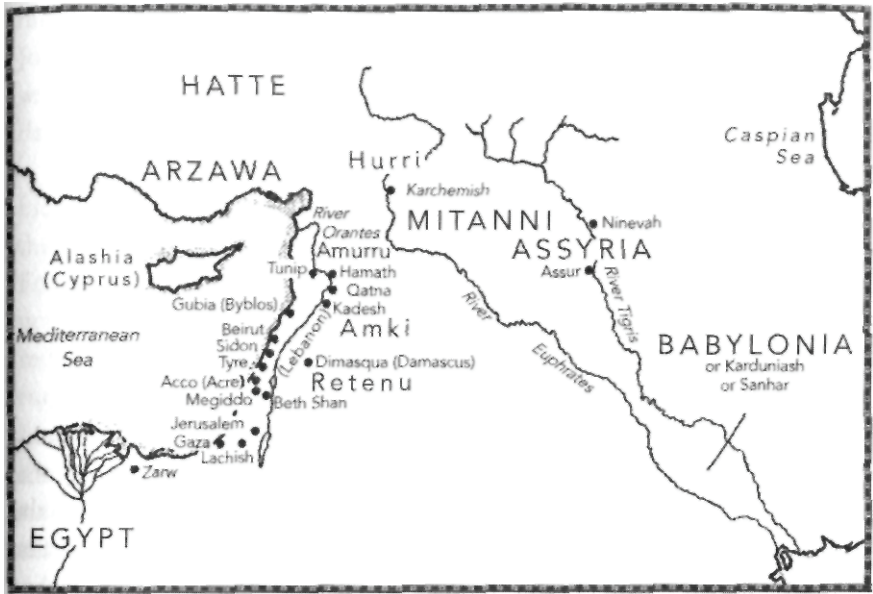 HATTE
Caspian
Sea
Hurri
ARZAWA
Karchemish
River
Orantes
MITANNI
Ninevah
Amurru
ASSYRIA
Alashia
(Cyprus)
Tunip
Hamath
Assur
River Tigris
Qatna
Gubia (Byblos)
Kadesh
River
Euphrates
Mediterranean
Sea
Beirut
Amki
Sidon
(Lebanon)
BABYLONIA
or Karduniash
or Sanhar
Tyre
Dimasqua (Damascus)
Acco (Acre)
Retenu
Megiddo
Beth Shan
Jerusalem
Gaza
Lachish
Zarw
EGYPT